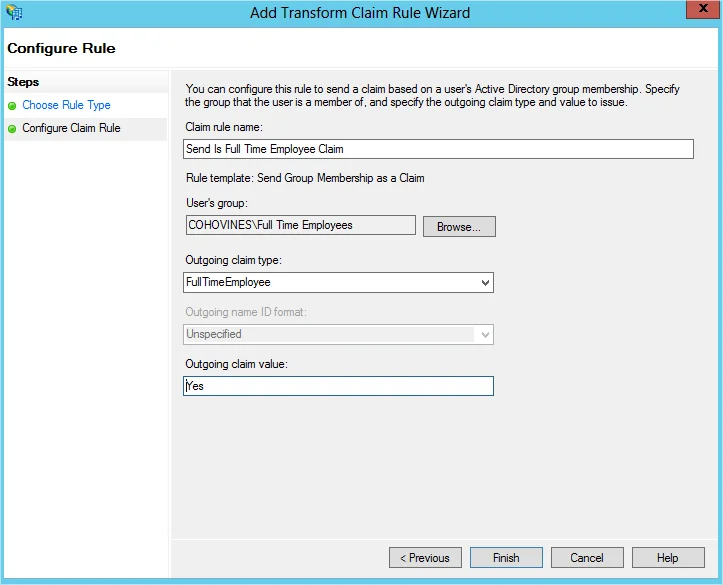 Add Transform Claim Rule Wizard
x
Configure Rule
Steps
Choose Rule Type
Configure Claim Rule
You can configure this rule to send a claim based on a user's Active Directory group membership. Specify
the group that the user is a member of, and specify the outgoing claim type and value to issue.
Claim rule name:
Send Is Full Time Employee Claim
Rule template: Send Group Membership as a Claim
User's group:
COHOVINES\Full Time Employees
Browse...
Outgoing claim type:
FullTimeEmployee
Outgoing name ID format:
Unspecified
Outgoing claim value:
Yes
< Previous
Finish
Cancel
Help